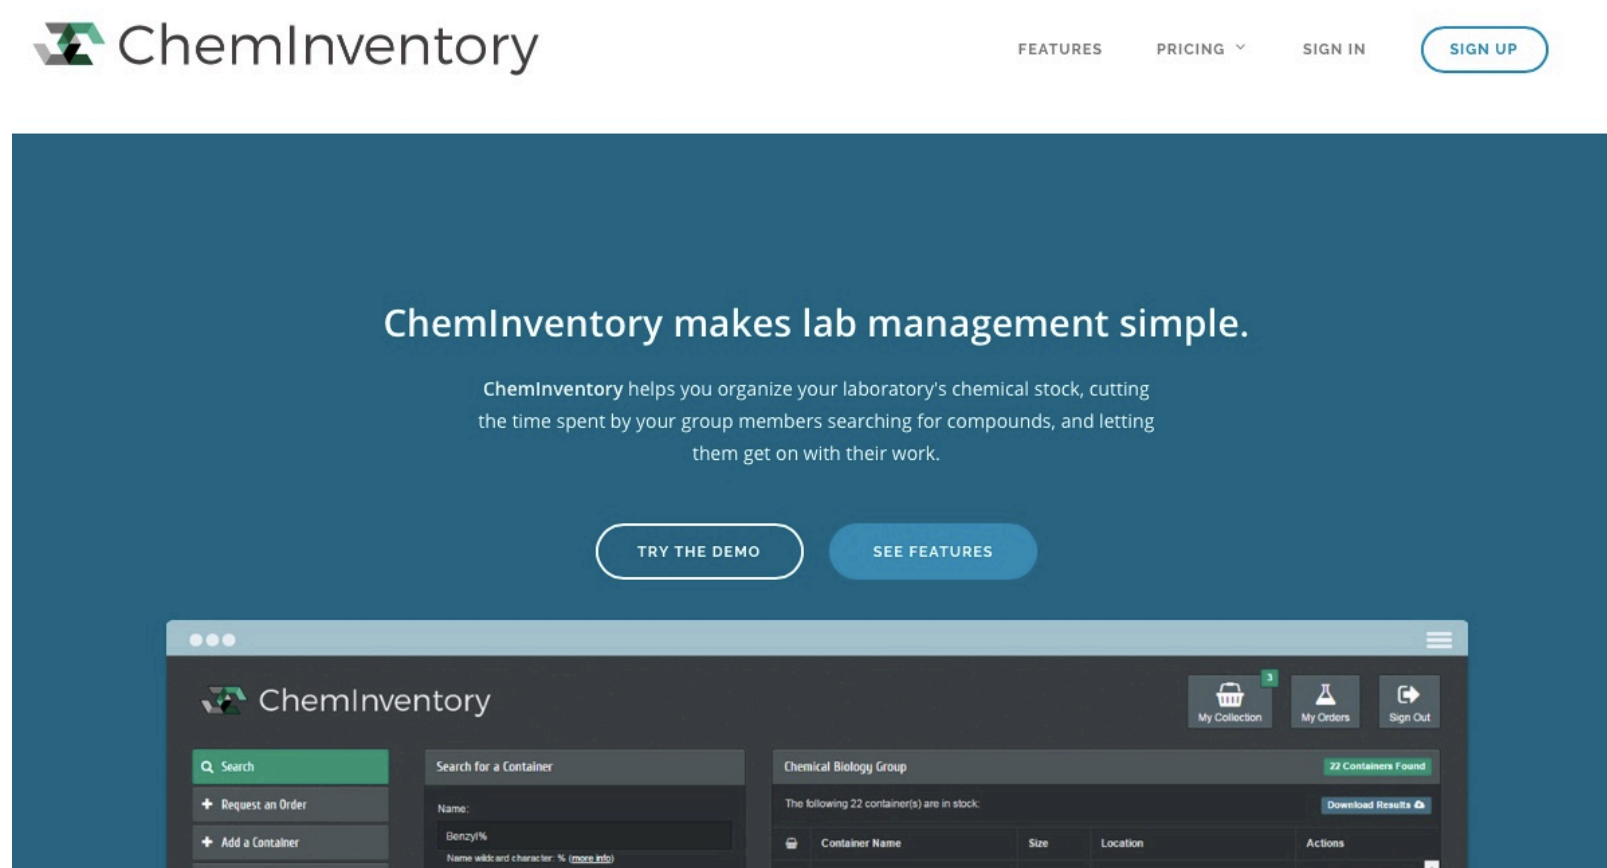 ChemInventory
FEATURES PRICING SIGN IN SIGN UP
ChemInventory makes lab management simple.
ChemInventory helps you organize your laboratory's chemical stock, cutting
the time spent by your group members searching for compounds, and letting
them get on with their work.
TRY THE DEMO SEE FEATURES
ChemInventory
3
My Collection My Orders Sign Out
Search
Request an Order
Add a Container
Search for a Container
Name:
Benzyl%
Name wildcard character: % (more info)
Chemical Biology Group 22 Containers Found
The following 22 container(s) are in stock: Download Results
Container Name Size Location Actions